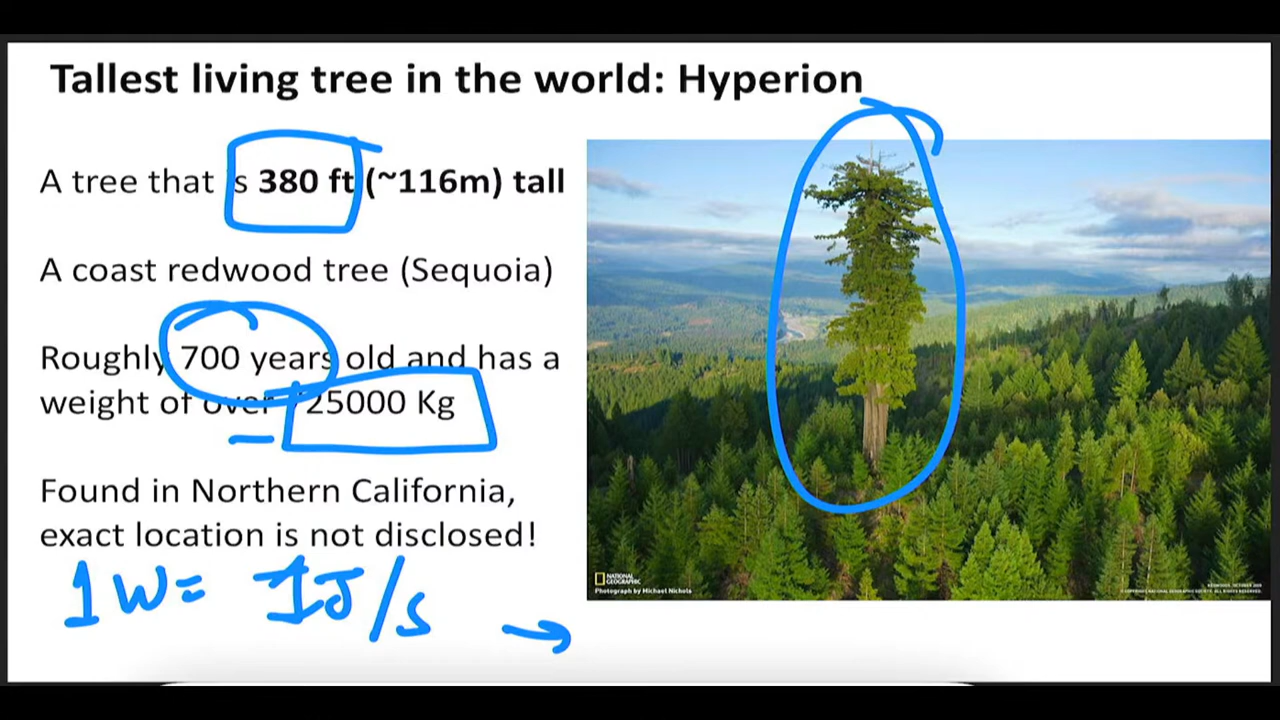 Tallest living tree in the world: Hyperion
A tree that is 380 ft (~116m) tall
A coast redwood tree (Sequoia)
Roughly 700 years old and has a
weight of over 725000 Kg
Found in Northern California,
exact location is not disclosed!
1 W = 1J/s →
NATIONAL
GEOGRAPHIC
Photograph by Michael Nichols